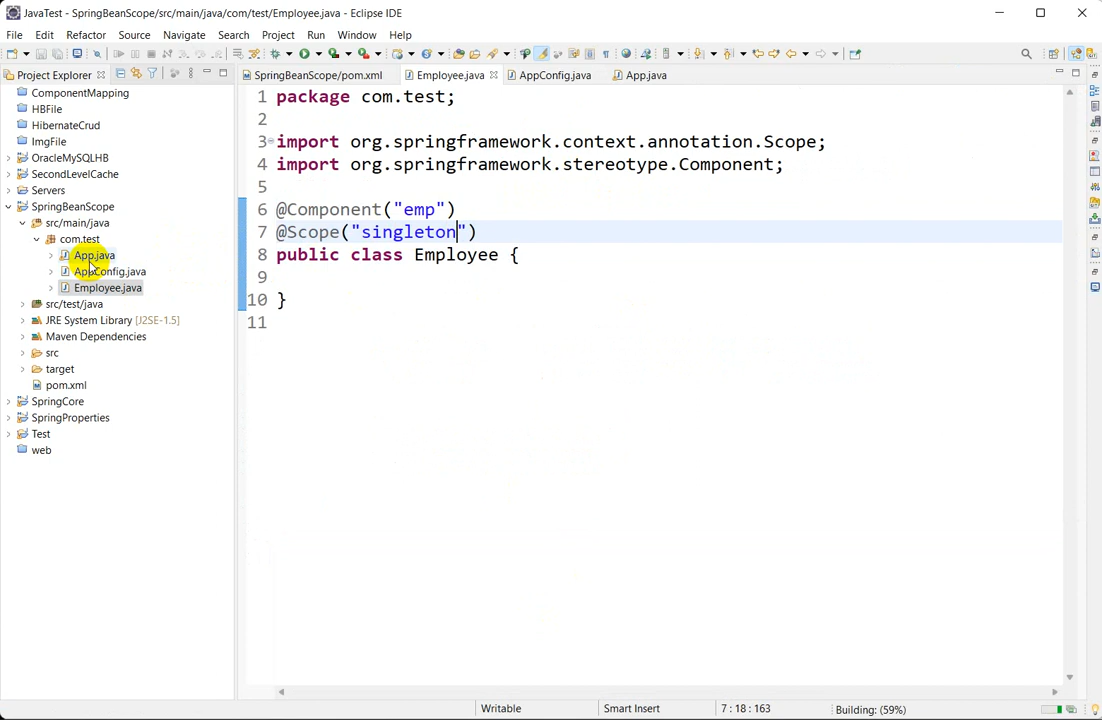 JavaTest - SpringBeanScope/src/main/java/com/test/Employee.java - Eclipse IDE
File Edit Refactor Source Navigate Search Project Run Window Help
Project Explorer
SpringBeanScope/pom.xml Employee.java AppConfig.java App.java
ComponentMapping
HBFile
HibernateCrud
ImgFile
OracleMySQLHB
SecondLevelCache
Servers
SpringBeanScope
src/main/java
com.test
App.java
AppConfig.java
Employee.java
src/test/java
JRE System Library [J2SE-1.5]
Maven Dependencies
src
target
pom.xml
SpringCore
SpringProperties
Test
web
1 package com.test;
2
3 import org.springframework.context.annotation.Scope;
4 import org.springframework.stereotype.Component;
5
6 @Component("emp")
7 @Scope("singleton")
8 public class Employee {
9
10 }
11
Writable Smart Insert 7 : 18 : 163 Building: (59%)